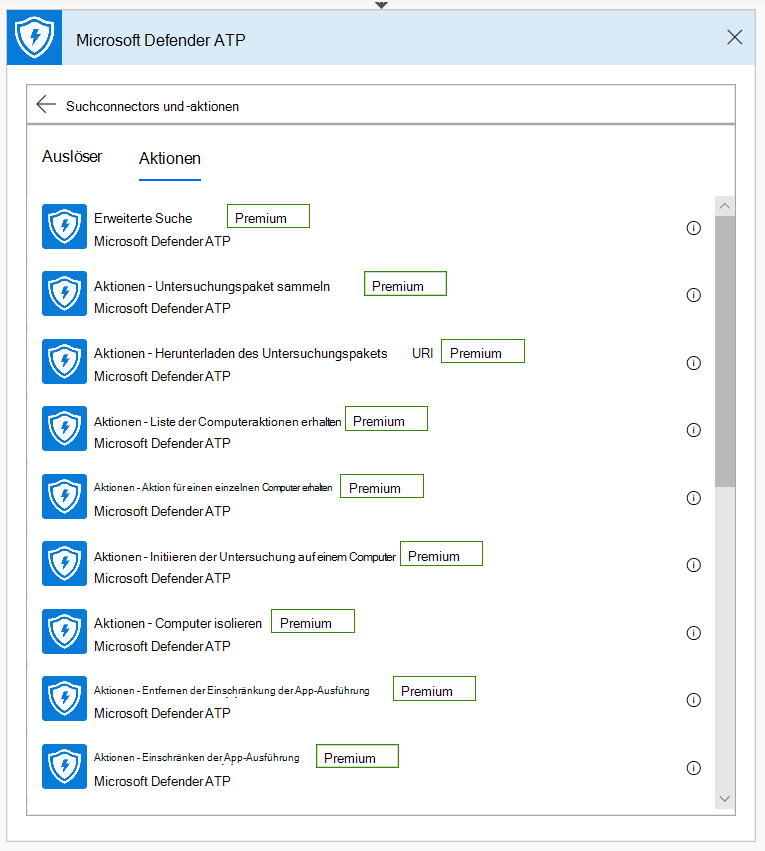 Microsoft Defender ATP
Suchconnectors und -aktionen
Auslöser Aktionen
Erweiterte Suche Premium
Microsoft Defender ATP
Aktionen - Untersuchungspaket sammeln Premium
Microsoft Defender ATP
Aktionen - Herunterladen des Untersuchungspakets URI Premium
Microsoft Defender ATP
Aktionen - Liste der Computeraktionen erhalten Premium
Microsoft Defender ATP
Aktionen - Aktion für einen einzelnen Computer erhalten Premium
Microsoft Defender ATP
Aktionen - Initiieren der Untersuchung auf einem Computer Premium
Microsoft Defender ATP
Aktionen - Computer isolieren Premium
Microsoft Defender ATP
Aktionen - Entfernen der Einschränkung der App-Ausführung Premium
Microsoft Defender ATP
Aktionen - Einschränken der App-Ausführung Premium
Microsoft Defender ATP